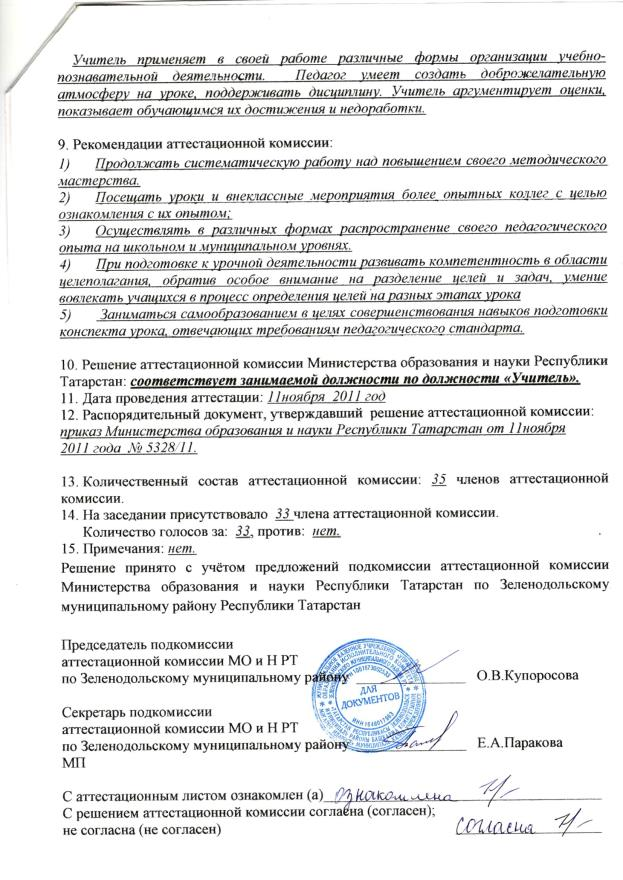 Учитель применяет в своей работе различные формы организации учебно-
познавательной деятельности. Педагог умеет создать доброжелательную
атмосферу на уроке, поддерживать дисциплину. Учитель аргументирует оценки,
показывает обучающимся их достижения и недоработки.
9. Рекомендации аттестационной комиссии:
1) Продолжать систематическую работу над повышением своего методического
мастерства.
2) Посещать уроки и внеклассные мероприятия более опытных коллег с целью
ознакомления с их опытом;
3) Осуществлять в различных формах распространение своего педагогического
опыта на школьном и муниципальном уровнях.
4) При подготовке к урочной деятельности развивать компетентность в области
целеполагания, обратив особое внимание на разделение целей и задач, умение
вовлекать учащихся в процесс определения целей на разных этапах урока
5) Заниматься самообразованием в целях совершенствования навыков подготовки
конспекта урока, отвечающих требованиям педагогического стандарта.
10. Решение аттестационной комиссии Министерства образования и науки Республики
Татарстан: соответствует занимаемой должности по должности «Учитель».
11. Дата проведения аттестации: 11ноября 2011 год
12. Распорядительный документ, утверждавший решение аттестационной комиссии:
приказ Министерства образования и науки Республики Татарстан от 11ноября
2011 года № 5328/11.
13. Количественный состав аттестационной комиссии: 35 членов аттестационной
комиссии.
14. На заседании присутствовало 33 члена аттестационной комиссии.
Количество голосов за: 33, против: нет.
15. Примечания: нет.
Решение принято с учётом предложений подкомиссии аттестационной комиссии
Министерства образования и науки Республики Татарстан по Зеленодольскому
муниципальному району Республики Татарстан
Председатель подкомиссии
аттестационной комиссии МО и Н РТ
по Зеленодольскому муниципальному району О.В.Купоросова
ДЛЯ
ДОКУМЕНТОВ
Секретарь подкомиссии
аттестационной комиссии МО и Н РТ
по Зеленодольскому муниципальному району Е.А.Паракова
МП
С аттестационным листом ознакомлен (а) ознакомлена
С решением аттестационной комиссии согласна (согласен);
не согласна (не согласен) согласна